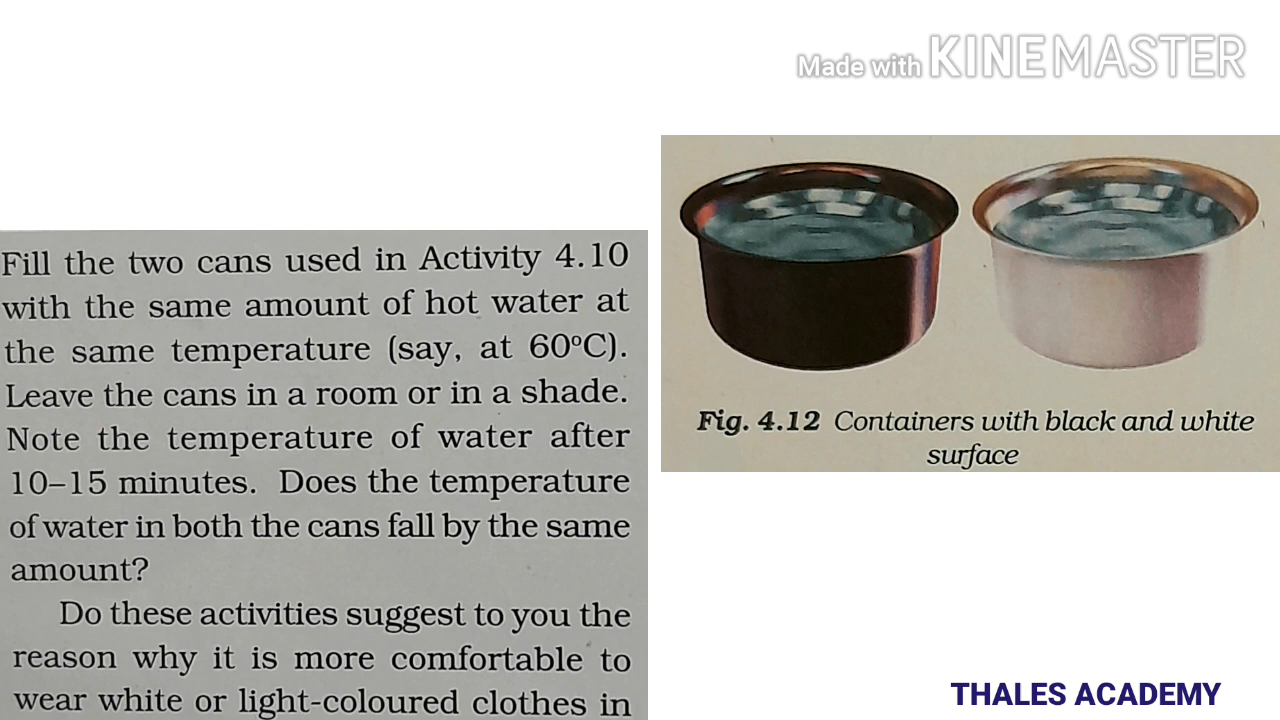 Made with KINEMASTER
Fill the two cans used in Activity 4.10
with the same amount of hot water at
the same temperature (say, at 60°C).
Leave the cans in a room or in a shade.
Note the temperature of water after
10–15 minutes. Does the temperature
of water in both the cans fall by the same
amount?
Do these activities suggest to you the
reason why it is more comfortable to
wear white or light-coloured clothes in
Fig. 4.12 Containers with black and white
surface
THALES ACADEMY